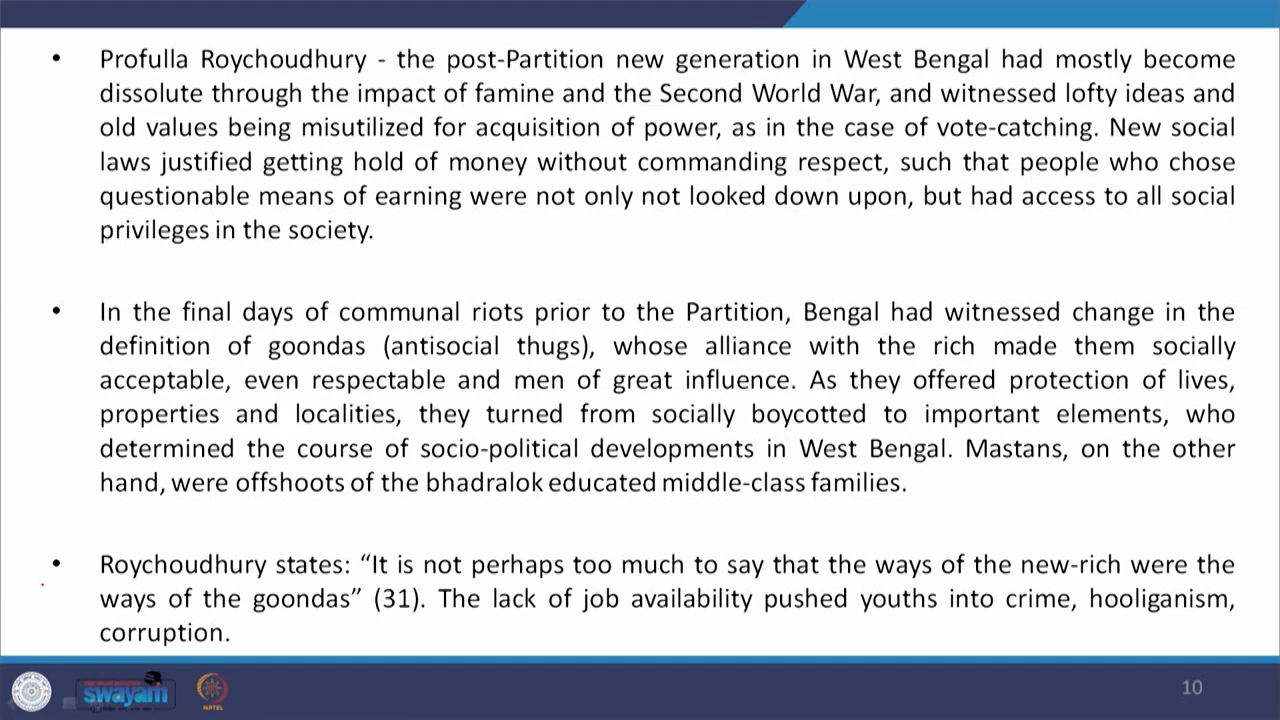 • Profulla Roychoudhury - the post-Partition new generation in West Bengal had mostly become
dissolute through the impact of famine and the Second World War, and witnessed lofty ideas and
old values being misutilized for acquisition of power, as in the case of vote-catching. New social
laws justified getting hold of money without commanding respect, such that people who chose
questionable means of earning were not only not looked down upon, but had access to all social
privileges in the society.
• In the final days of communal riots prior to the Partition, Bengal had witnessed change in the
definition of goondas (antisocial thugs), whose alliance with the rich made them socially
acceptable, even respectable and men of great influence. As they offered protection of lives,
properties and localities, they turned from socially boycotted to important elements, who
determined the course of socio-political developments in West Bengal. Mastans, on the other
hand, were offshoots of the bhadralok educated middle-class families.
• Roychoudhury states: “It is not perhaps too much to say that the ways of the new-rich were the
ways of the goondas” (31). The lack of job availability pushed youths into crime, hooliganism,
corruption.
swayam
NPTEL
10